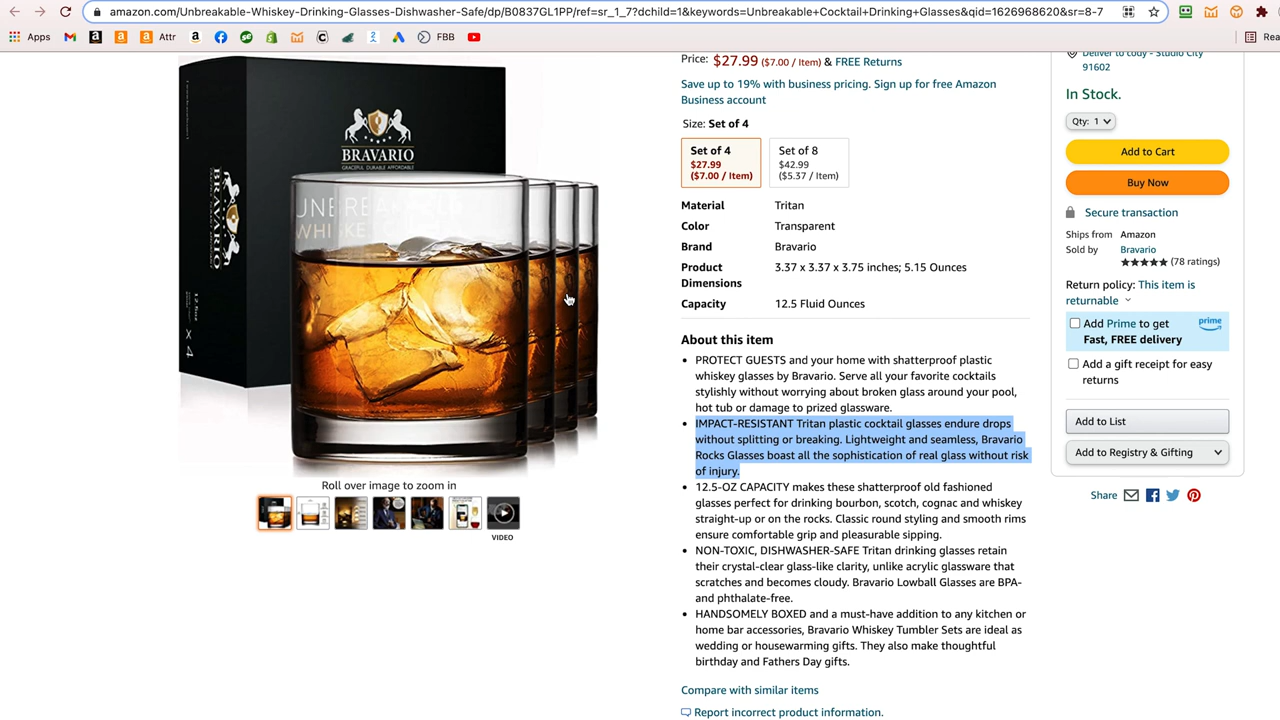 amazon.com/Unbreakable-Whiskey-Drinking-Glasses-Dishwasher-Safe/dp/B0837GL1PP/ref=sr_1_7?dchild=1&keywords=Unbreakable+Cocktail+Drinking+Glasses&qid=1626968620&sr=8-7
Apps
Attr
FBB
Rea
Price: $27.99 ($7.00 / Item) & FREE Returns
Save up to 19% with business pricing. Sign up for free Amazon
Business account
Size: Set of 4
Set of 4
$27.99
($7.00 / Item)
Set of 8
$42.99
($5.37 / Item)
Material Tritan
Color Transparent
Brand Bravario
Product 3.37 x 3.37 x 3.75 inches; 5.15 Ounces
Dimensions
Capacity 12.5 Fluid Ounces
About this item
• PROTECT GUESTS and your home with shatterproof plastic
whiskey glasses by Bravario. Serve all your favorite cocktails
stylishly without worrying about broken glass around your pool,
hot tub or damage to prized glassware.
• IMPACT-RESISTANT Tritan plastic cocktail glasses endure drops
without splitting or breaking. Lightweight and seamless, Bravario
Rocks Glasses boast all the sophistication of real glass without risk
of injury.
• 12.5-OZ CAPACITY makes these shatterproof old fashioned
glasses perfect for drinking bourbon, scotch, cognac and whiskey
straight-up or on the rocks. Classic round styling and smooth rims
ensure comfortable grip and pleasurable sipping.
• NON-TOXIC, DISHWASHER-SAFE Tritan drinking glasses retain
their crystal-clear glass-like clarity, unlike acrylic glassware that
scratches and becomes cloudy. Bravario Lowball Glasses are BPA-
and phthalate-free.
• HANDSOMELY BOXED and a must-have addition to any kitchen or
home bar accessories, Bravario Whiskey Tumbler Sets are ideal as
wedding or housewarming gifts. They also make thoughtful
birthday and Fathers Day gifts.
Compare with similar items
Report incorrect product information.
BRAVARIO
GRACEFUL DURABLE AFFORDABLE
BRAVARIO
X 4
Roll over image to zoom in
VIDEO
Deliver to cody - Studio City
91602
In Stock.
Qty: 1
Add to Cart
Buy Now
Secure transaction
Ships from Amazon
Sold by Bravario
(78 ratings)
Return policy: This item is
returnable
Add Prime to get
Fast, FREE delivery
prime
Add a gift receipt for easy
returns
Add to List
Add to Registry & Gifting
Share